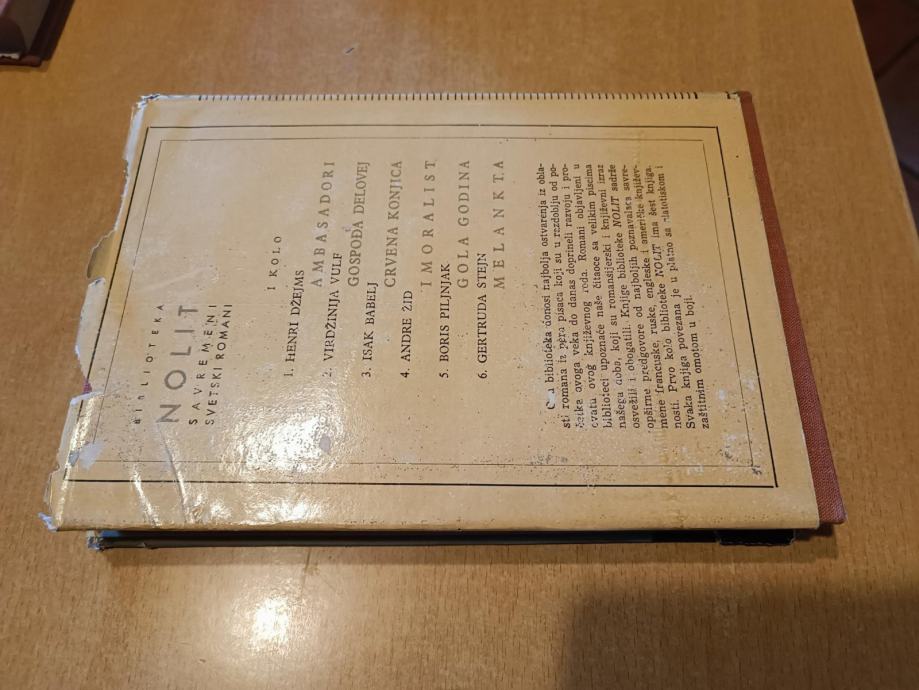 BIBLIOTEKA
NOLIT
SAVREMENI
SVETSKI ROMANI
I KOLO
1. HENRI DŽEJMS
AMBASADORI
2. VIRDŽINIJA VULF
GOSPOĐA DELOVEJ
3. ISAK BABELJ
CRVENA KONJICA
4. ANDRE ŽID
IMORALIST
5. BORIS PILJNJAK
GOLA GODINA
6. GERTRUDA STEJN
MELANKTA
biblioteka donosi najbolja ostvarenja iz obla-
sti romana iz pera pisaca koji su u razdoblju od po-
četka ovoga veka do danas doprineli razvoju i pro-
cvatu ovog književnog roda. Romani objavljeni u
biblioteci upoznaće naše čitaoce sa velikim piscima
našega doba, koji su romansijerski i književni izraz
osvežili i obogatili. Knjige biblioteke NOLIT sadrže
opširne predgovore od najboljih poznavalaca savre-
mene francuske, ruske, engleske i američke književ-
nosti. Prvo kolo biblioteke NOLIT ima šest knjiga.
Svaka knjiga povezana je u platno sa zlatotiskom i
zaštitnim omotom u boji.